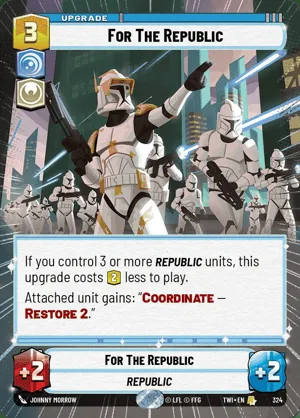 UPGRADE
3
FOR THE REPUBLIC
If you control 3 or more REPUBLIC units, this
upgrade costs 2 less to play.
Attached unit gains: “COORDINATE —
RESTORE 2.”
+2
FOR THE REPUBLIC
REPUBLIC
+2
JOHNNY MORROW
© LFL © FFG
TWI • EN
324